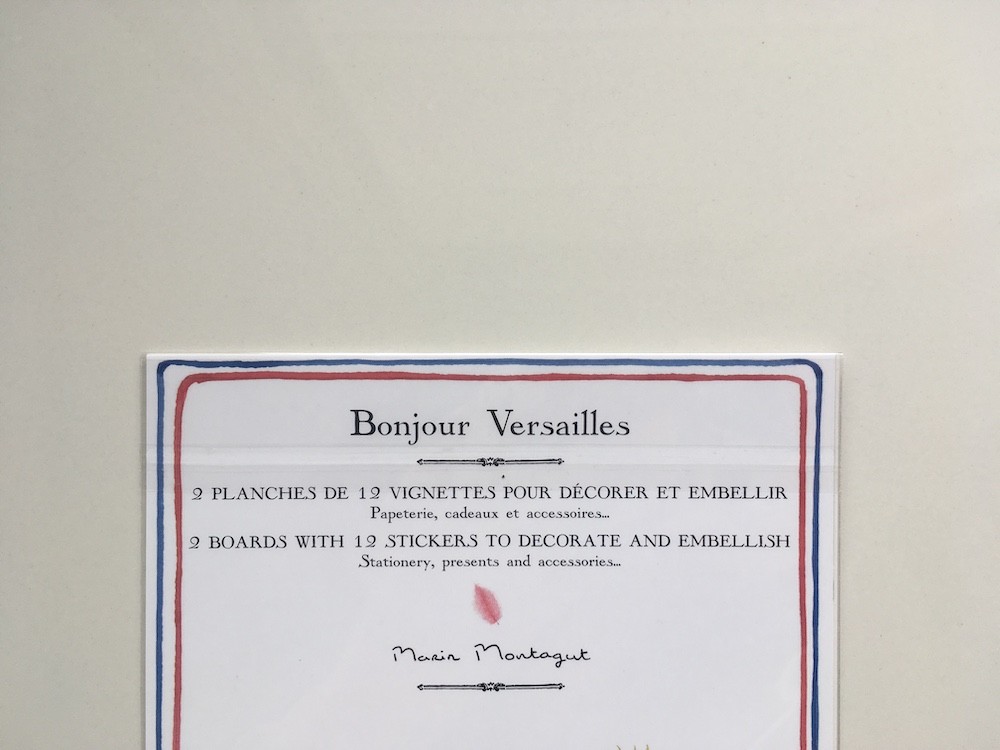 Bonjour Versailles
2 PLANCHES DE 12 VIGNETTES POUR DÉCORER ET EMBELLIR
Papeterie, cadeaux et accessoires...
2 BOARDS WITH 12 STICKERS TO DECORATE AND EMBELLISH
Stationery, presents and accessories...
Marin Montagut